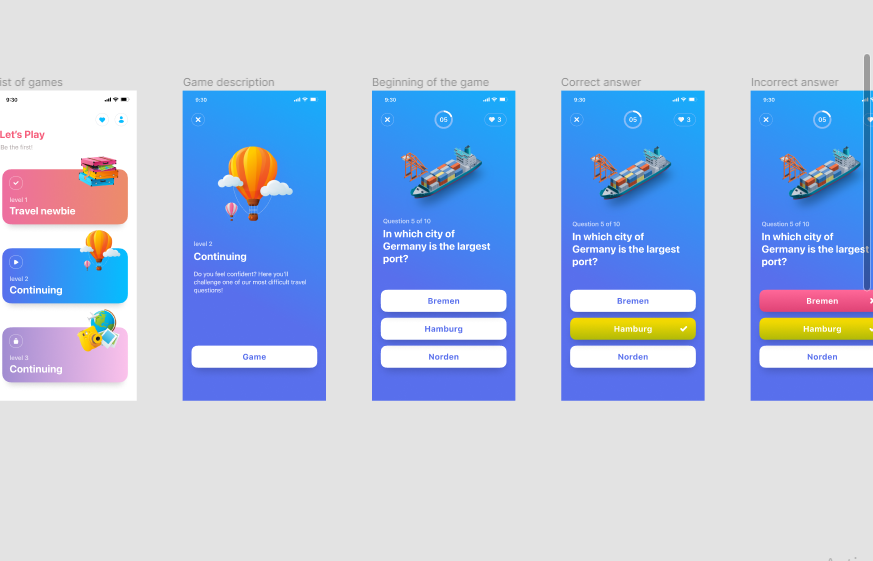 ist of games
Game description
Beginning of the game
Correct answer
Incorrect answer
9:30
Let's Play
Be the first!
level 1
Travel newbie
level 2
Continuing
level 3
Continuing
9:30
level 2
Continuing
Do you feel confident? Here you'll
challenge one of our most difficult travel
questions!
Game
9:30
05
3
Question 5 of 10
In which city of
Germany is the largest
port?
Bremen
Hamburg
Norden
9:30
05
3
Question 5 of 10
In which city of
Germany is the largest
port?
Bremen
Hamburg
Norden
9:30
05
Question 5 of 10
In which city of
Germany is the largest
port?
Bremen
Hamburg
Norden